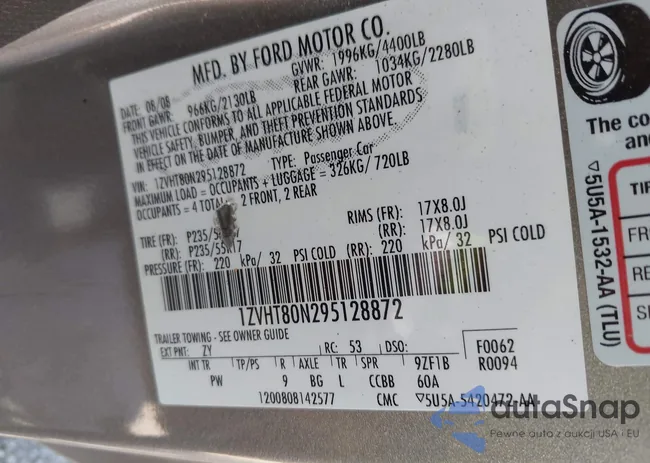 MFD. BY FORD MOTOR CO.
DATE: 08/08 GVWR: 1996KG/4400LB
FRONT GAWR: 966KG/2130LB REAR GAWR: 1034KG/2280LB
THIS VEHICLE CONFORMS TO ALL APPLICABLE FEDERAL MOTOR
VEHICLE SAFETY, BUMPER, AND THEFT PREVENTION STANDARDS
IN EFFECT ON THE DATE OF MANUFACTURE SHOWN ABOVE.
VIN: 1ZVHT80N295128872 TYPE: Passenger Car
MAXIMUM LOAD = OCCUPANTS + LUGGAGE = 326KG/720LB
OCCUPANTS = 4 TOTAL 2 FRONT, 2 REAR
TIRE (FR): P235/ RIMS (FR): 17X8.0J
(RR): P235/55R17 (RR): 17X8.0J
PRESSURE (FR): 220 kPa/ 32 PSI COLD (RR): 220 kPa/ 32 PSI COLD
1ZVHT80N295128872
TRAILER TOWING - SEE OWNER GUIDE
EXT PNT: ZY RC: 53 DSO: F0062
INT TR TP/PS R AXLE TR SPR 9ZF1B R0094
PW 9 BG L CCBB 60A
1200808142577 CMC ▽5U5A-5420472-AA
The co
and
▽5U5A-1532-AA (TLU)
TIR
FR
RE
SP
autoSnap
Pewne auto z aukcji USA i EU